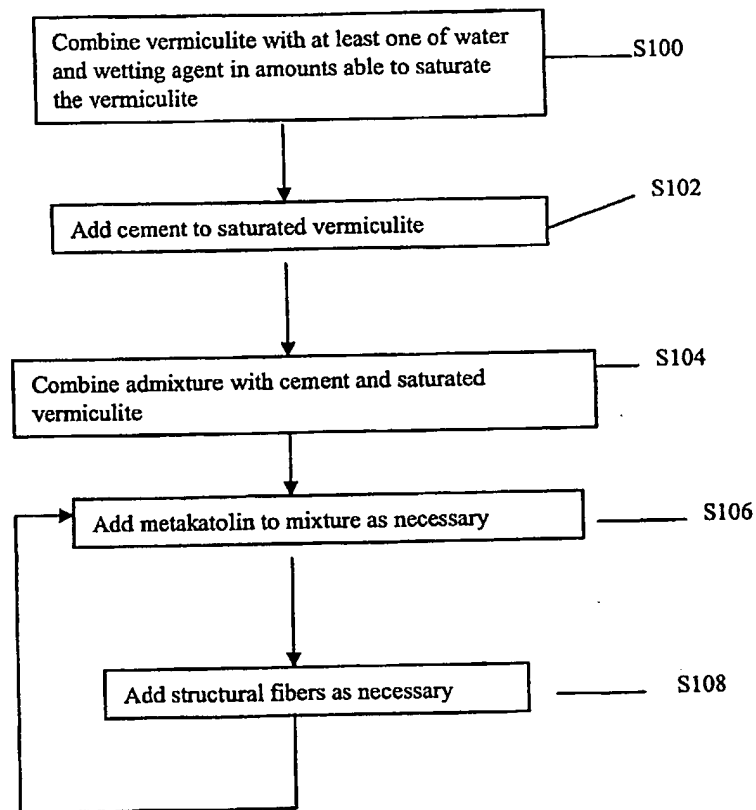 Combine vermiculite with at least one of water
and wetting agent in amounts able to saturate
the vermiculite
S100
S102
Add cement to saturated vermiculite
S104
Combine admixture with cement and saturated
vermiculite
Add metakatolin to mixture as necessary
S106
Add structural fibers as necessary
S108